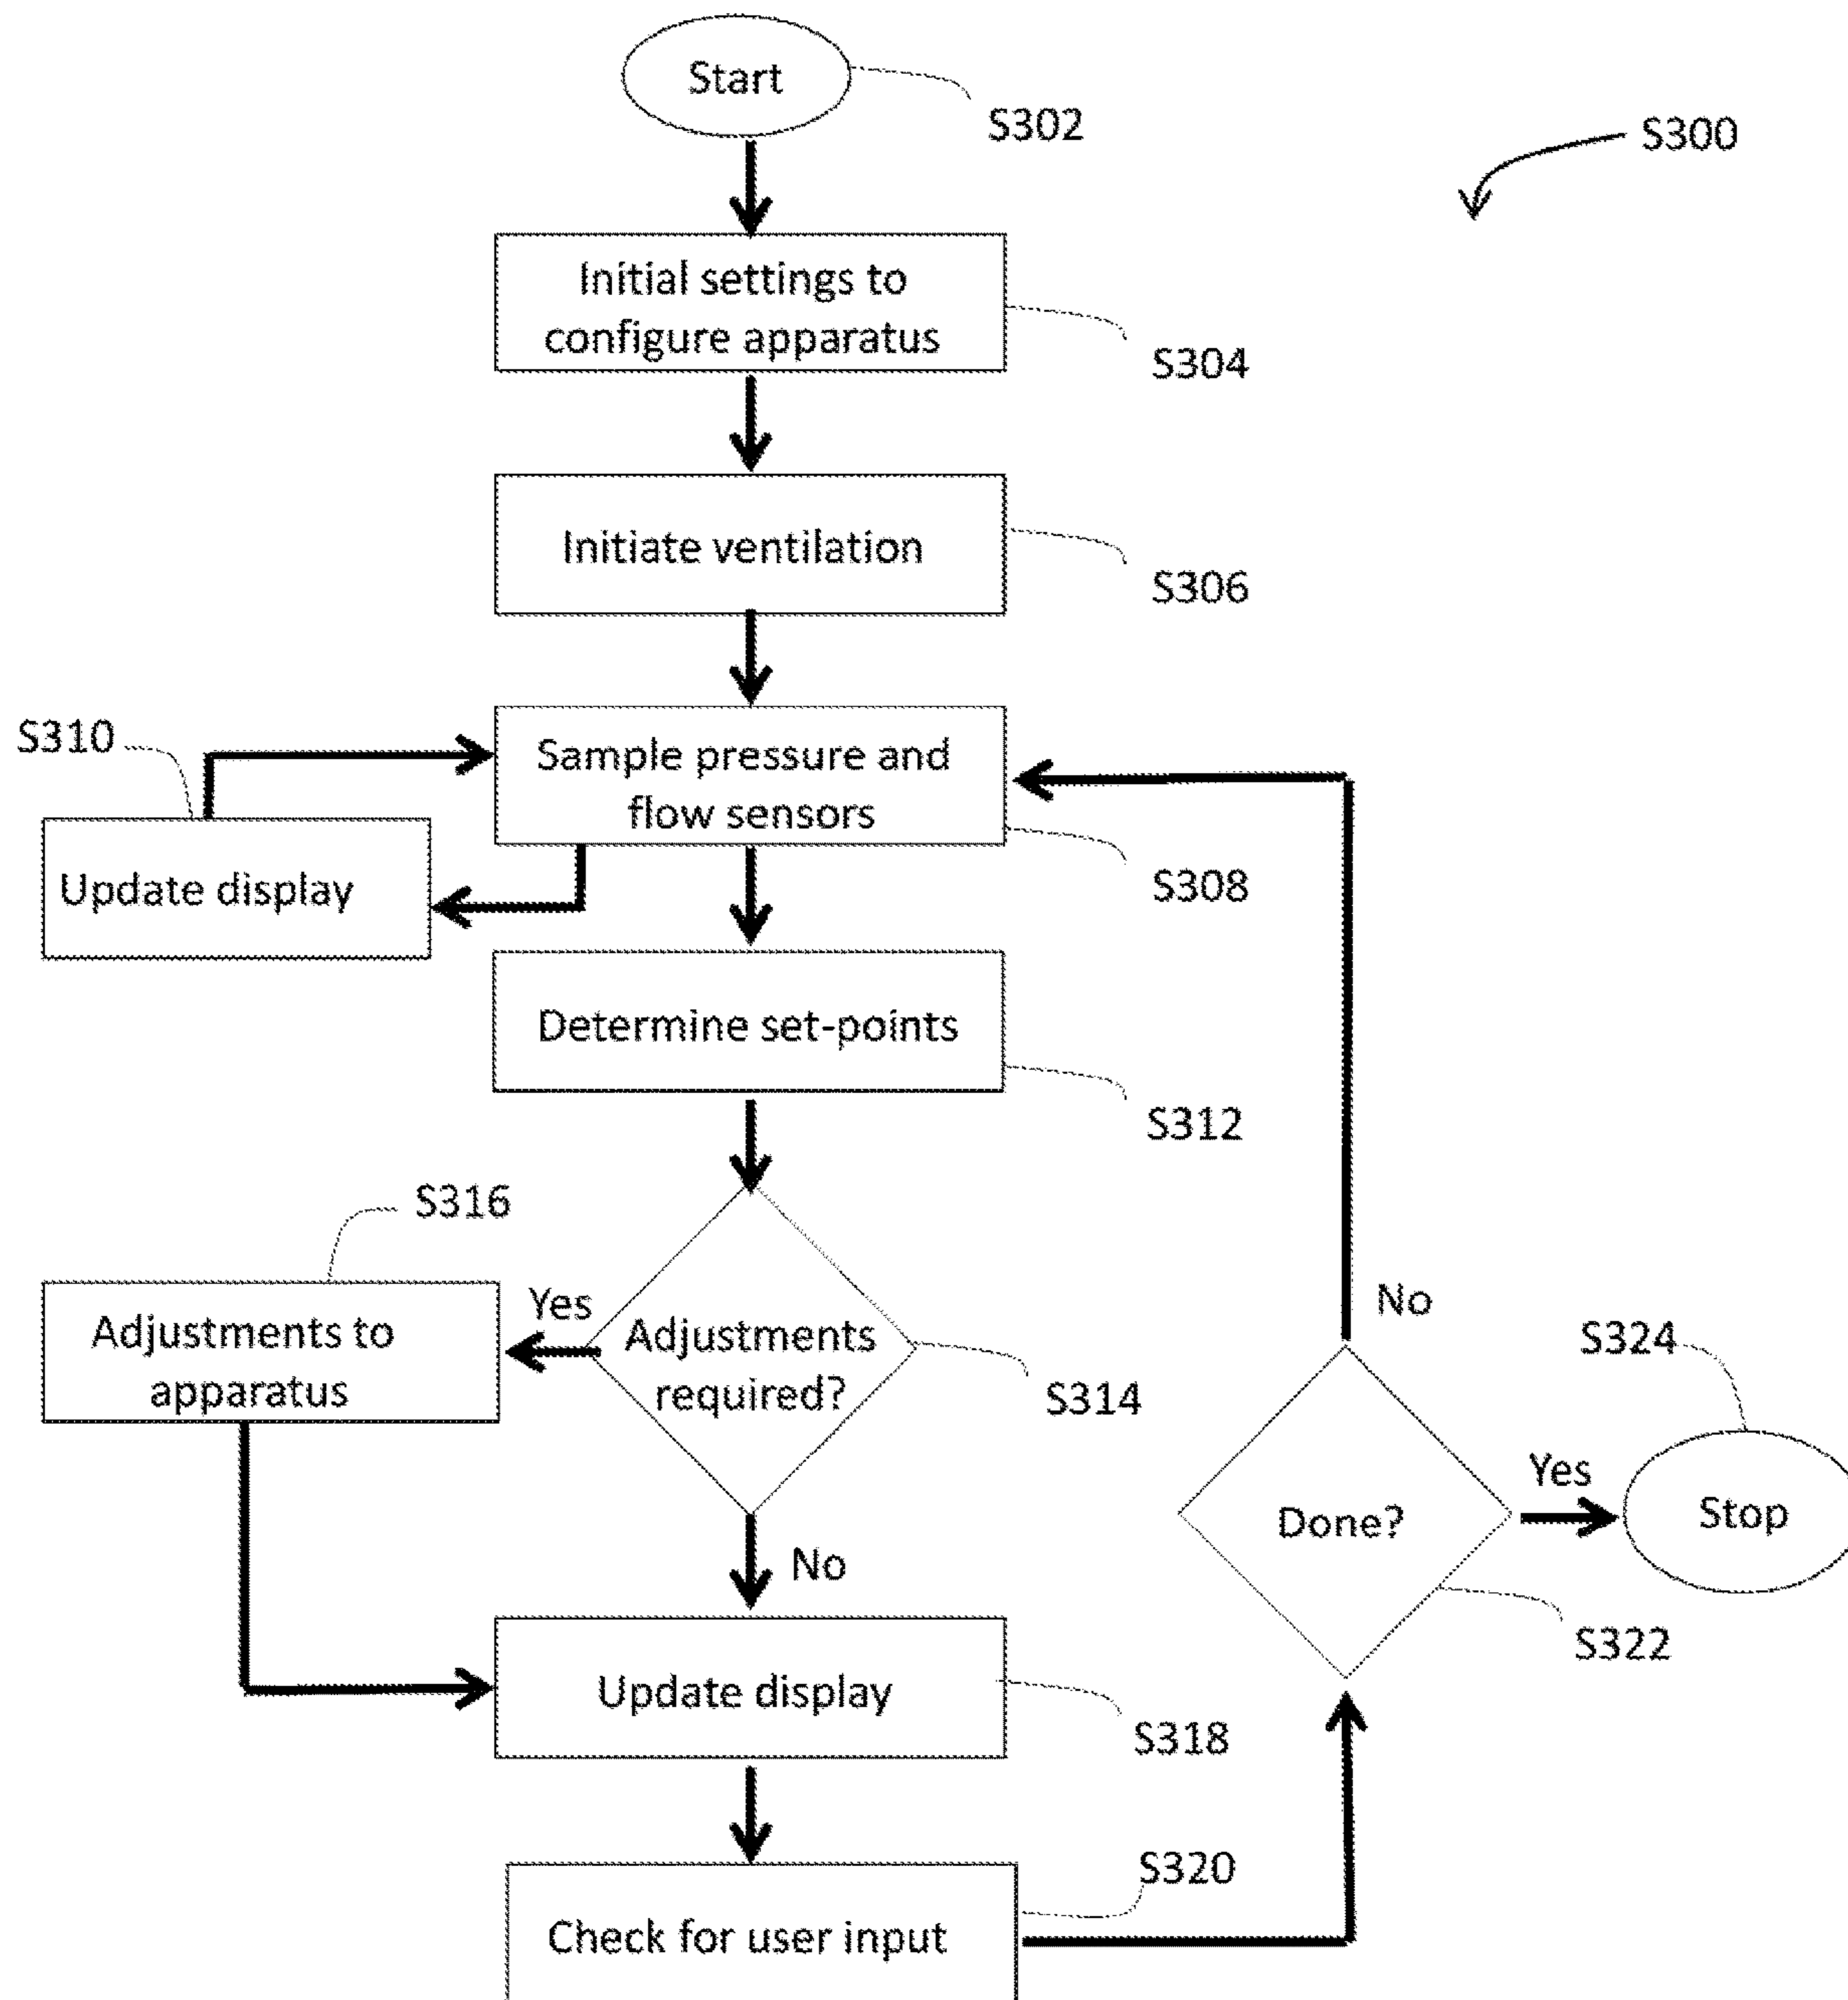 Start
S302
S300
Initial settings to
configure apparatus
S304
Initiate ventilation
S306
S310
Sample pressure and
flow sensors
S308
Update display
Determine set-points
S312
S316
Yes
Adjustments to
apparatus
Adjustments
required?
S314
No
No
S324
Yes
Stop
Done?
S322
Update display
S318
S320
Check for user input